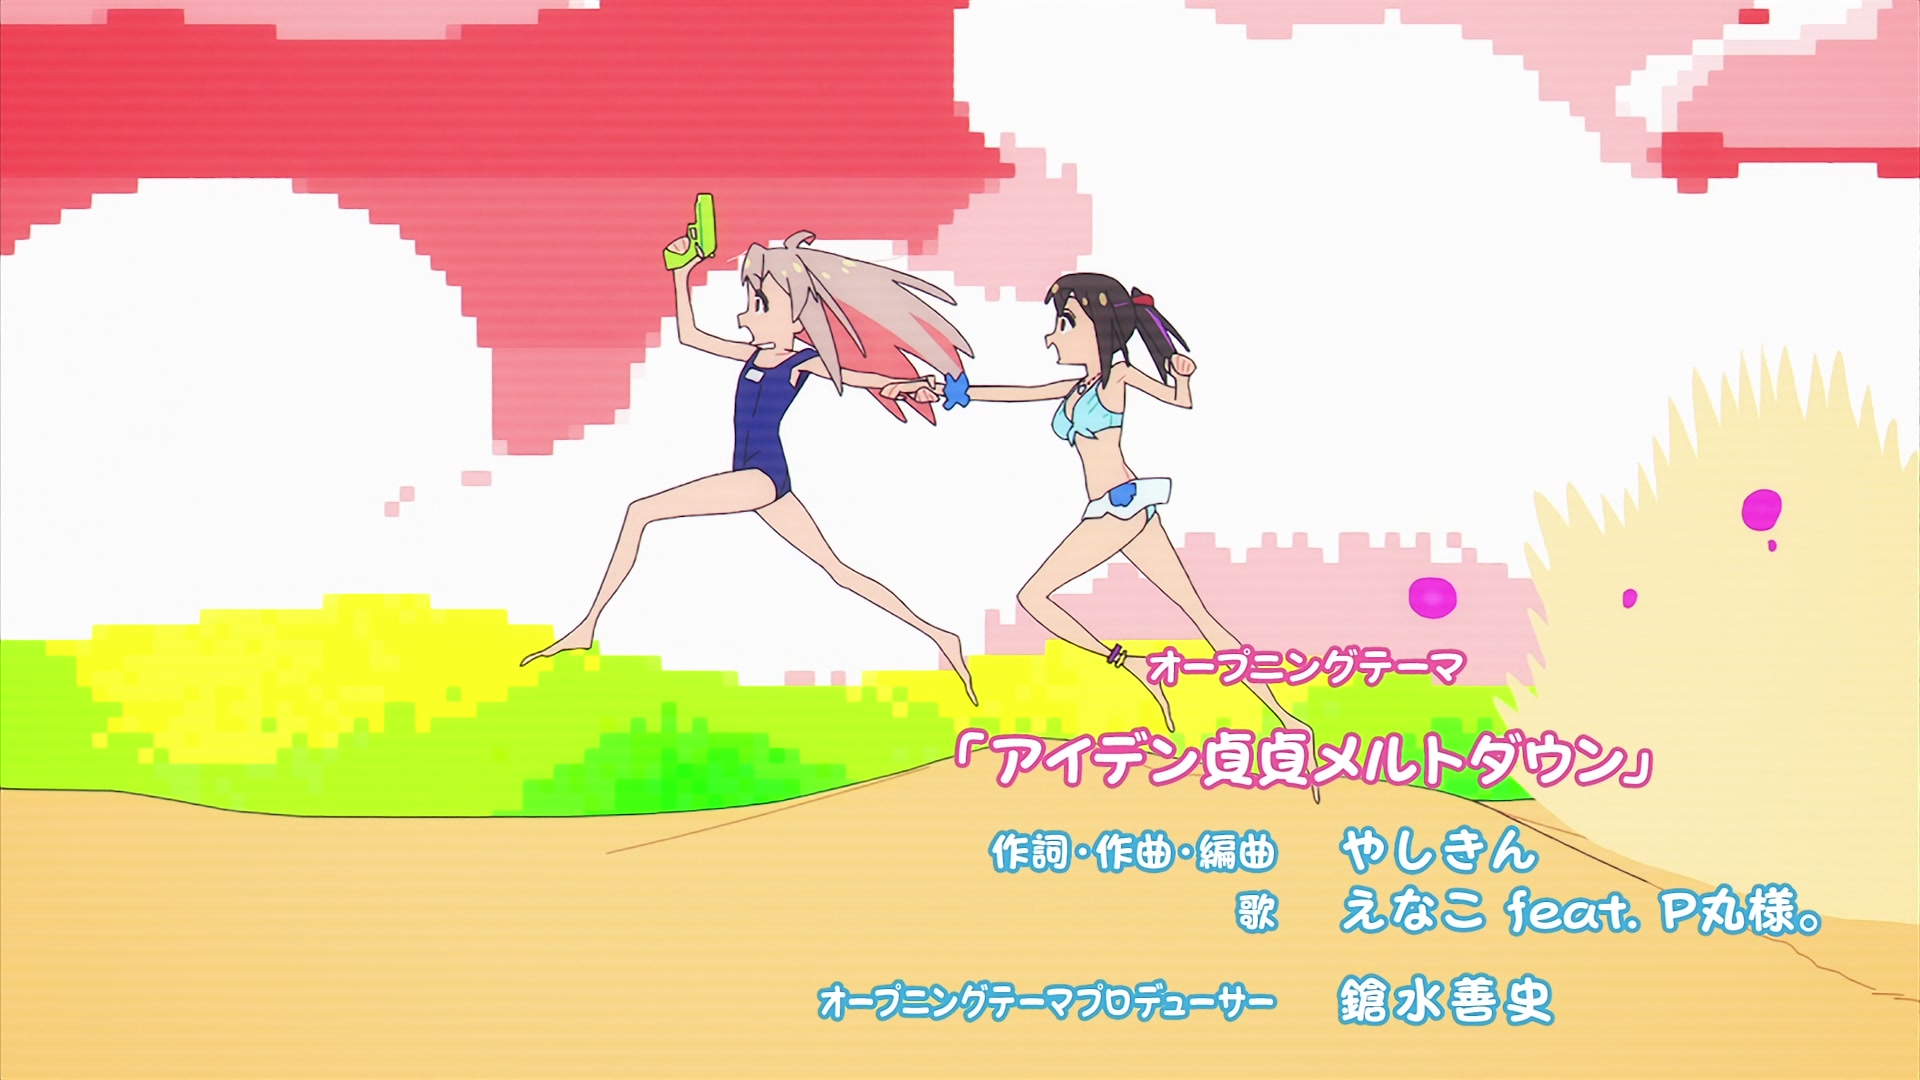 オープニングテーマ
「アイデン貞貞メルトダウン」
作詞・作曲・編曲 やしきん
歌 えなこ feat. P丸様。
オープニングテーマプロデューサー 鎗水善史